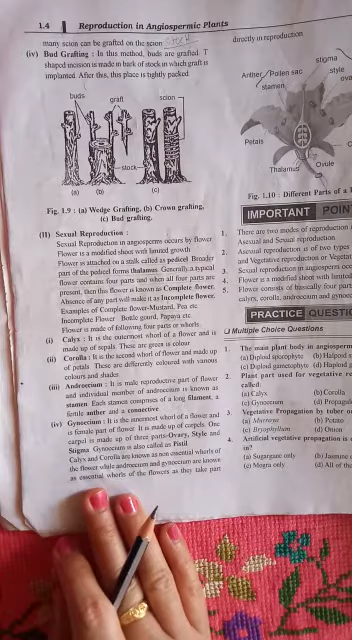 1.4 Reproduction in Angiospermic Plants
many scion can be grafted on the scion
(iv) Bud Grafting : In this method, buds are grafted. T
shaped incision is made in bark of stock in which graft is
implanted. After this, this place is tightly packed.
buds
graft
scion
stock
(a) (b) (c)
Fig. 1.9 : (a) Wedge Grafting, (b) Crown grafting,
(c) Bud grafting.
(II) Sexual Reproduction :
Sexual Reproduction in angiosperms occurs by flower.
Flower is a modified shoot with limited growth.
Flower is attached on a stalk called as pedicel. Broader
part of the pedicel forms thalamus. Generally a typical
flower contains four parts and when all four parts are
present, then this flower is known as Complete flower.
Absence of any part will make it as Incomplete flower.
Examples of Complete flower-Mustard, Pea etc.
Incomplete Flower Bottle gourd, Papaya etc.
Flower is made of following four parts or whorls.
(i) Calyx : It is the outermost whorl of a flower and is
made up of sepals. These are green in colour.
(ii) Corolla : It is the second whorl of flower and made up
of petals. These are differently coloured with various
colours and shades.
(iii) Androecium : It is male reproductive part of flower
and individual member of androecium is known as
stamen. Each stamen comprises of a long filament, a
fertile anther and a connective.
(iv) Gynoecium : It is the innermost whorl of a flower and
is female part of flower. It is made up of carpels. One
carpel is made up of three parts-Ovary, Style and
Stigma. Gynoecium is also called as Pistil.
Calyx and Corolla are known as non essential whorls of
the flower while androecium and gynoecium are known
as essential whorls of the flowers as they take part
directly in reproduction
stigma
Anther Pollen sac
style
stamen
Petals
Ovule
Thalamus
Fig. 1.10 : Different Parts of a
IMPORTANT POIN
1. There are two modes of reproduction
Asexual and Sexual reproduction.
2. Asexual reproduction is of two types
and Vegetative reproduction or Vegetat
3. Sexual reproduction in angiosperm occ
4. Flower is a modified shoot with limited
5. Flower consists of basically four part
calyx, corolla, androecium and gynoe
PRACTICE QUESTIO
❑ Multiple Choice Questions
1. The main plant body in angiosperm
(a) Diploid sporophyte (b) Halpoid s
(c) Diploid gametophyte (d) Haploid g
2. Plant part used for vegetative re
called:
(a) Calyx (b) Corolla
(c) Gynoecium (d) Propagul
3. Vegetative Propagation by tuber o
(a) Murraya (b) Potato
(c) Bryophyllum (d) Onion
4. Artificial vegetative propagation is
in?
(a) Sugarcane only (b) Jasmine
(c) Mogra only (d) All of the